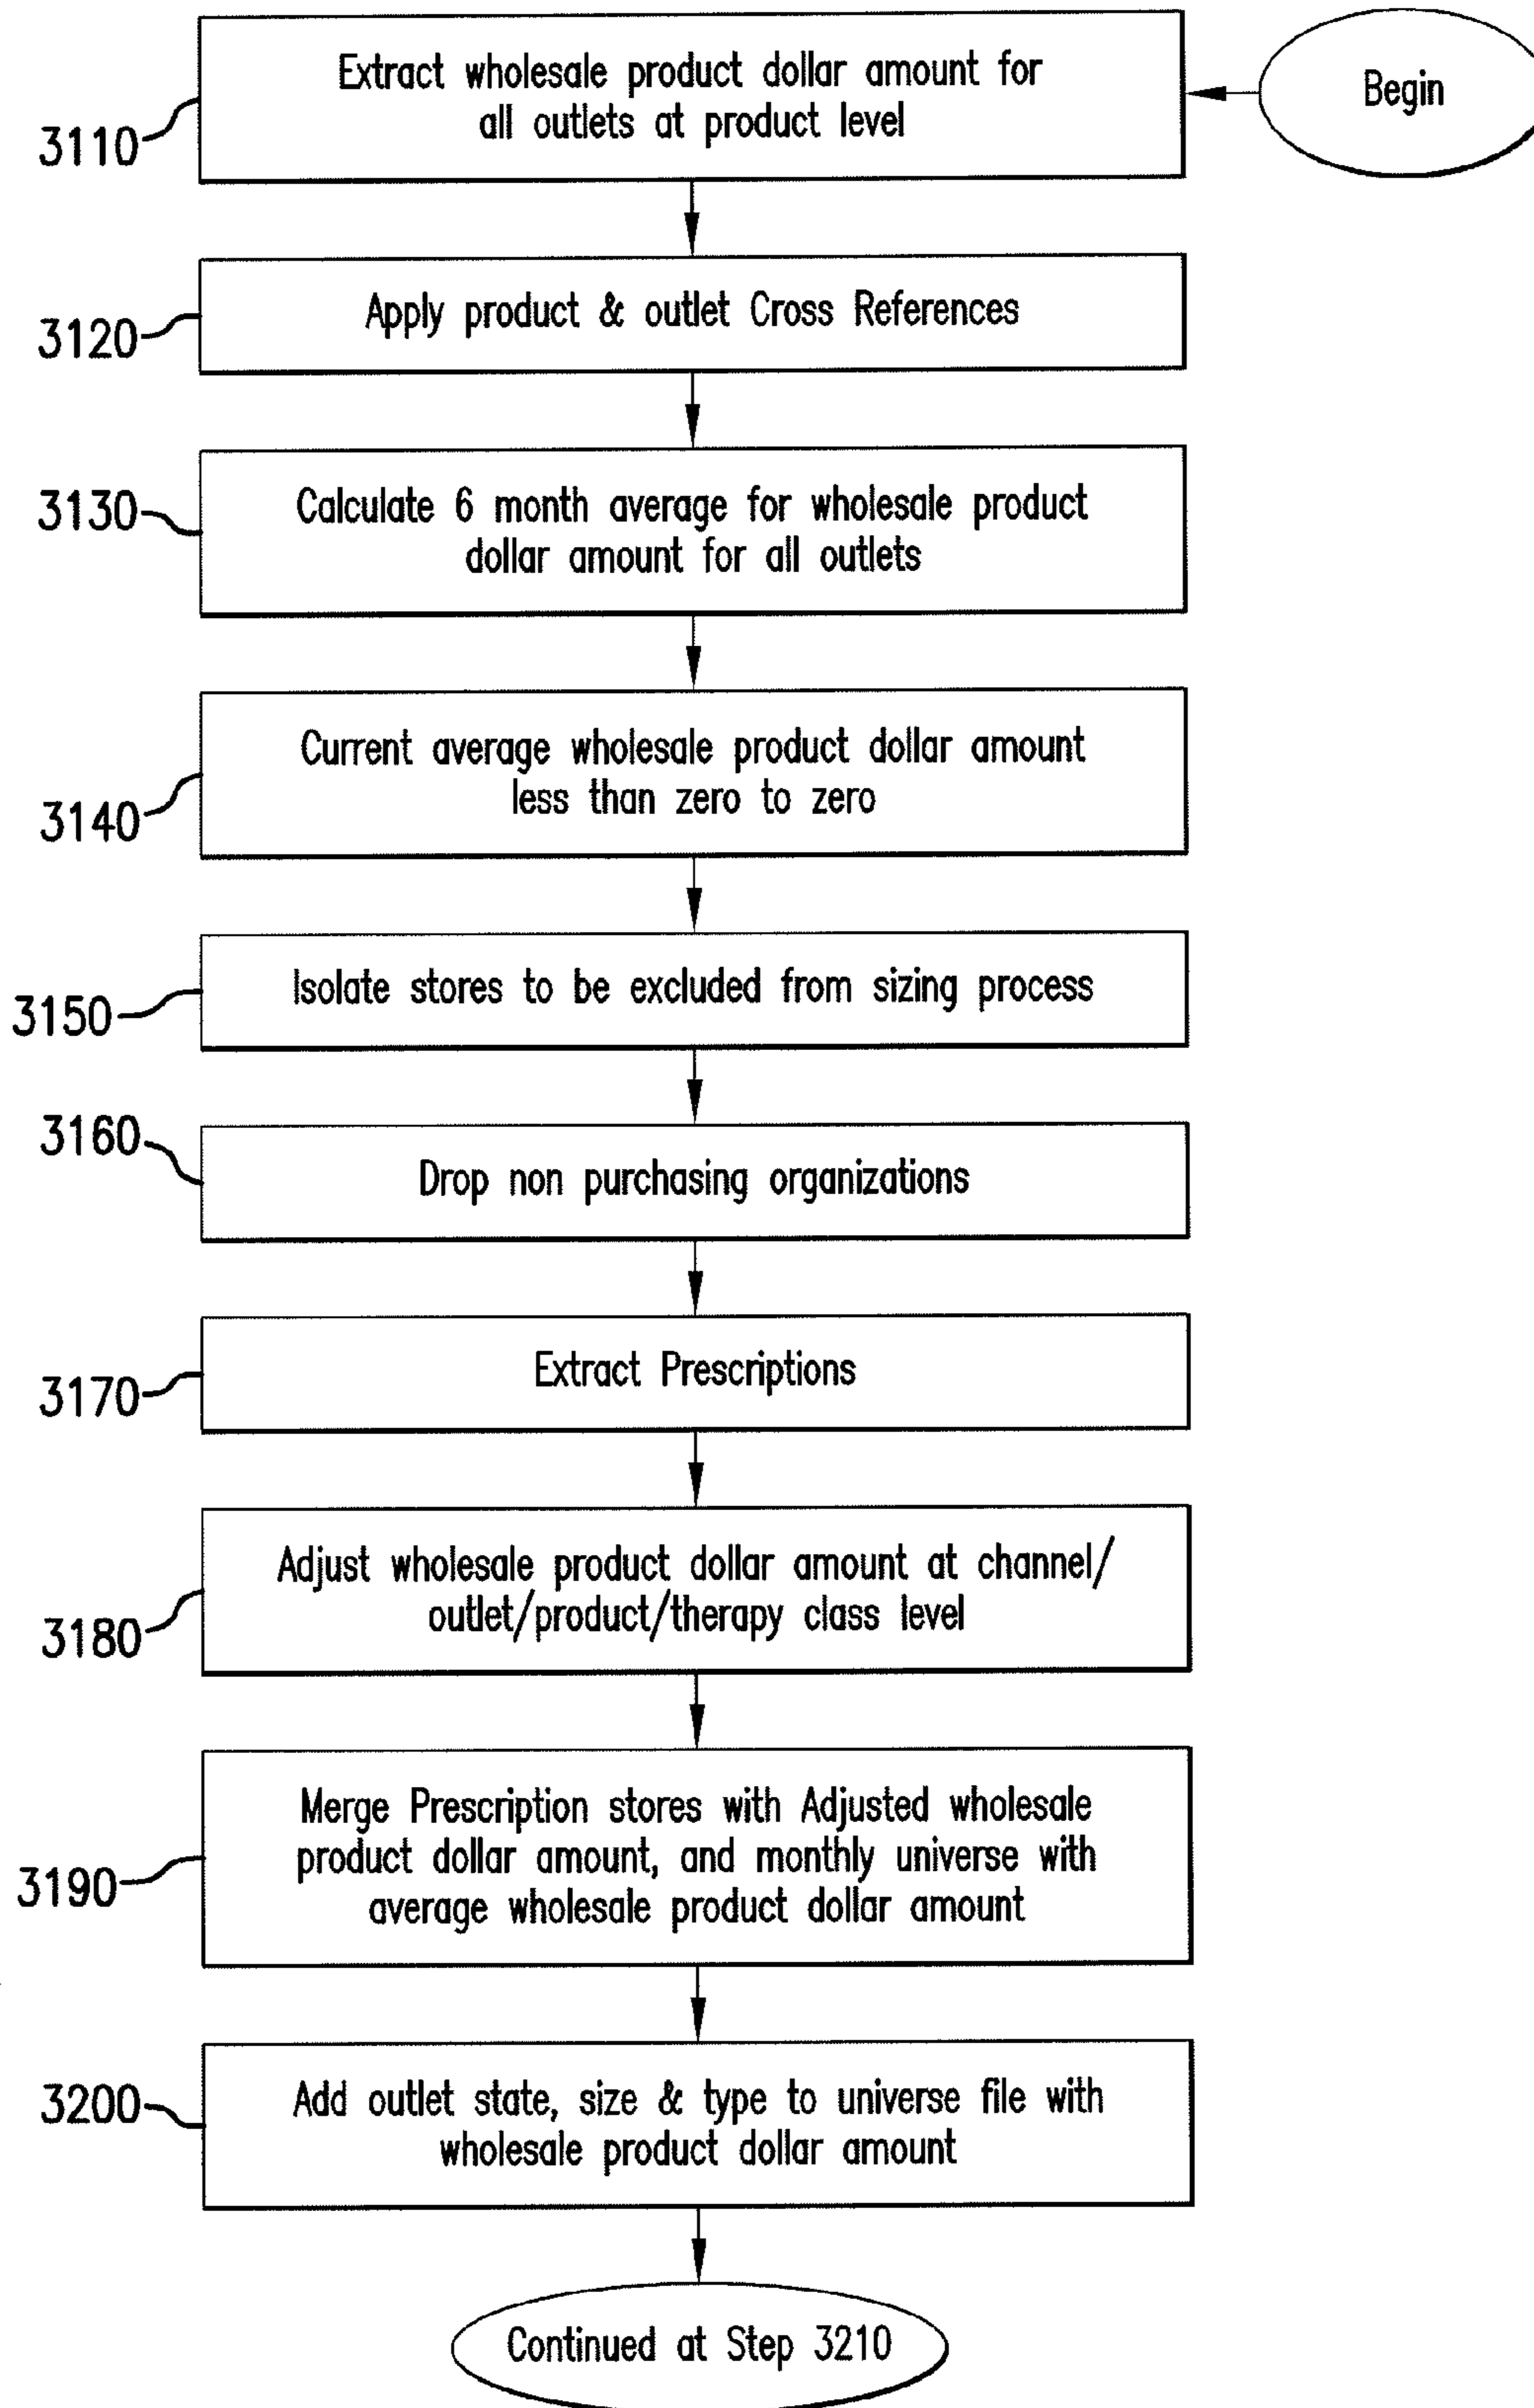 Begin
3110
Extract wholesale product dollar amount for
all outlets at product level
3120
Apply product & outlet Cross References
3130
Calculate 6 month average for wholesale product
dollar amount for all outlets
3140
Current average wholesale product dollar amount
less than zero to zero
3150
Isolate stores to be excluded from sizing process
3160
Drop non purchasing organizations
3170
Extract Prescriptions
3180
Adjust wholesale product dollar amount at channel/
outlet/product/therapy class level
3190
Merge Prescription stores with Adjusted wholesale
product dollar amount, and monthly universe with
average wholesale product dollar amount
3200
Add outlet state, size & type to universe file with
wholesale product dollar amount
Continued at Step 3210